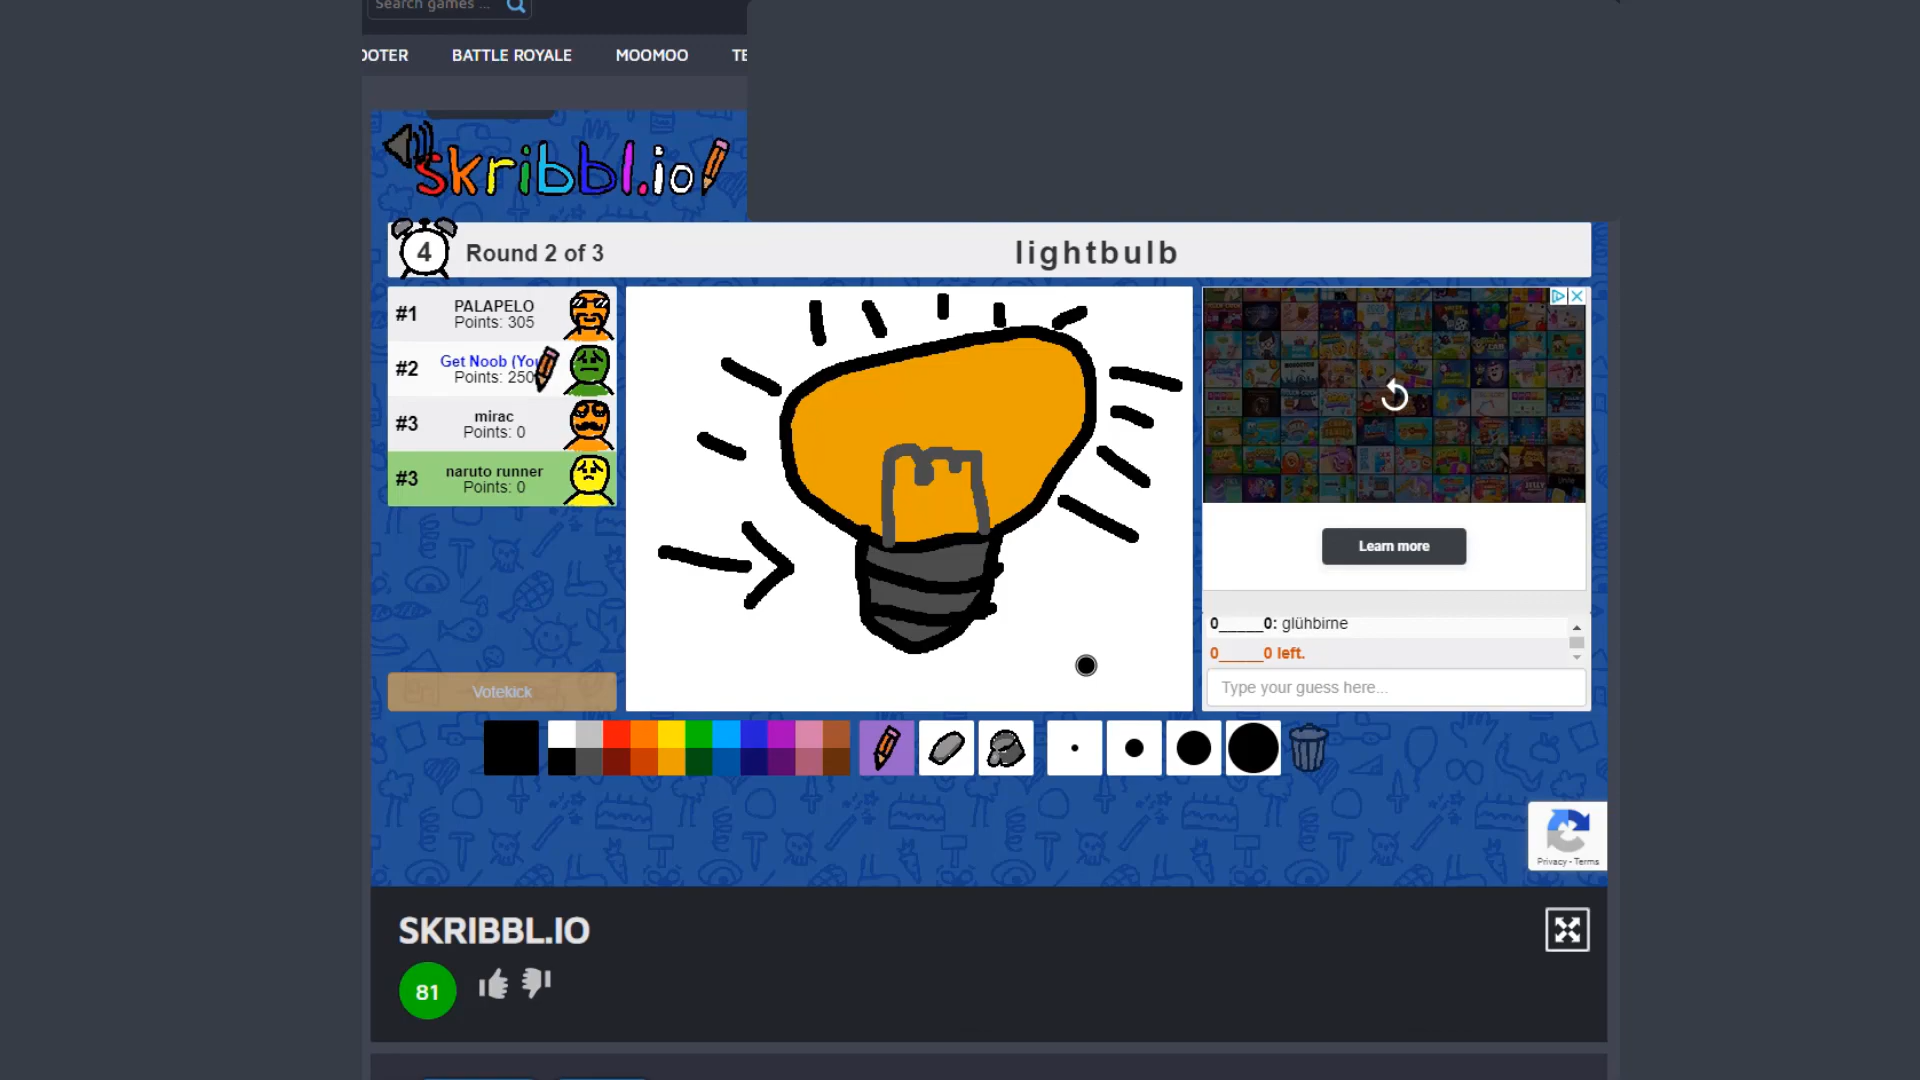 Search games ...
OOTER BATTLE ROYALE MOOMOO TE
skribbl.io
4 Round 2 of 3 lightbulb
#1 PALAPELO
Points: 305
#2 Get Noob (You
Points: 250
#3 mirac
Points: 0
#3 naruto runner
Points: 0
Votekick
Learn more
0_____0: glühbirne
0_____0 left.
Type your guess here...
Privacy - Terms
SKRIBBL.IO
81